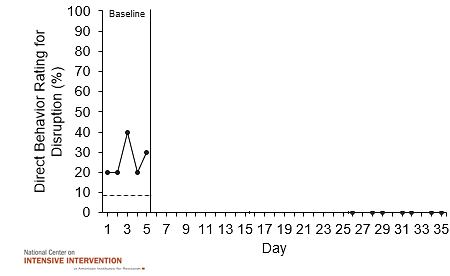 Baseline
Direct Behavior Rating for
Disruption (%)
100
90
80
70
60
50
40
30
20
10
0
1 3 5 7 9 11 13 15 17 19 21 23 25 27 29 31 33 35
Day
National Center on
INTENSIVE INTERVENTION
at American Institutes for Research